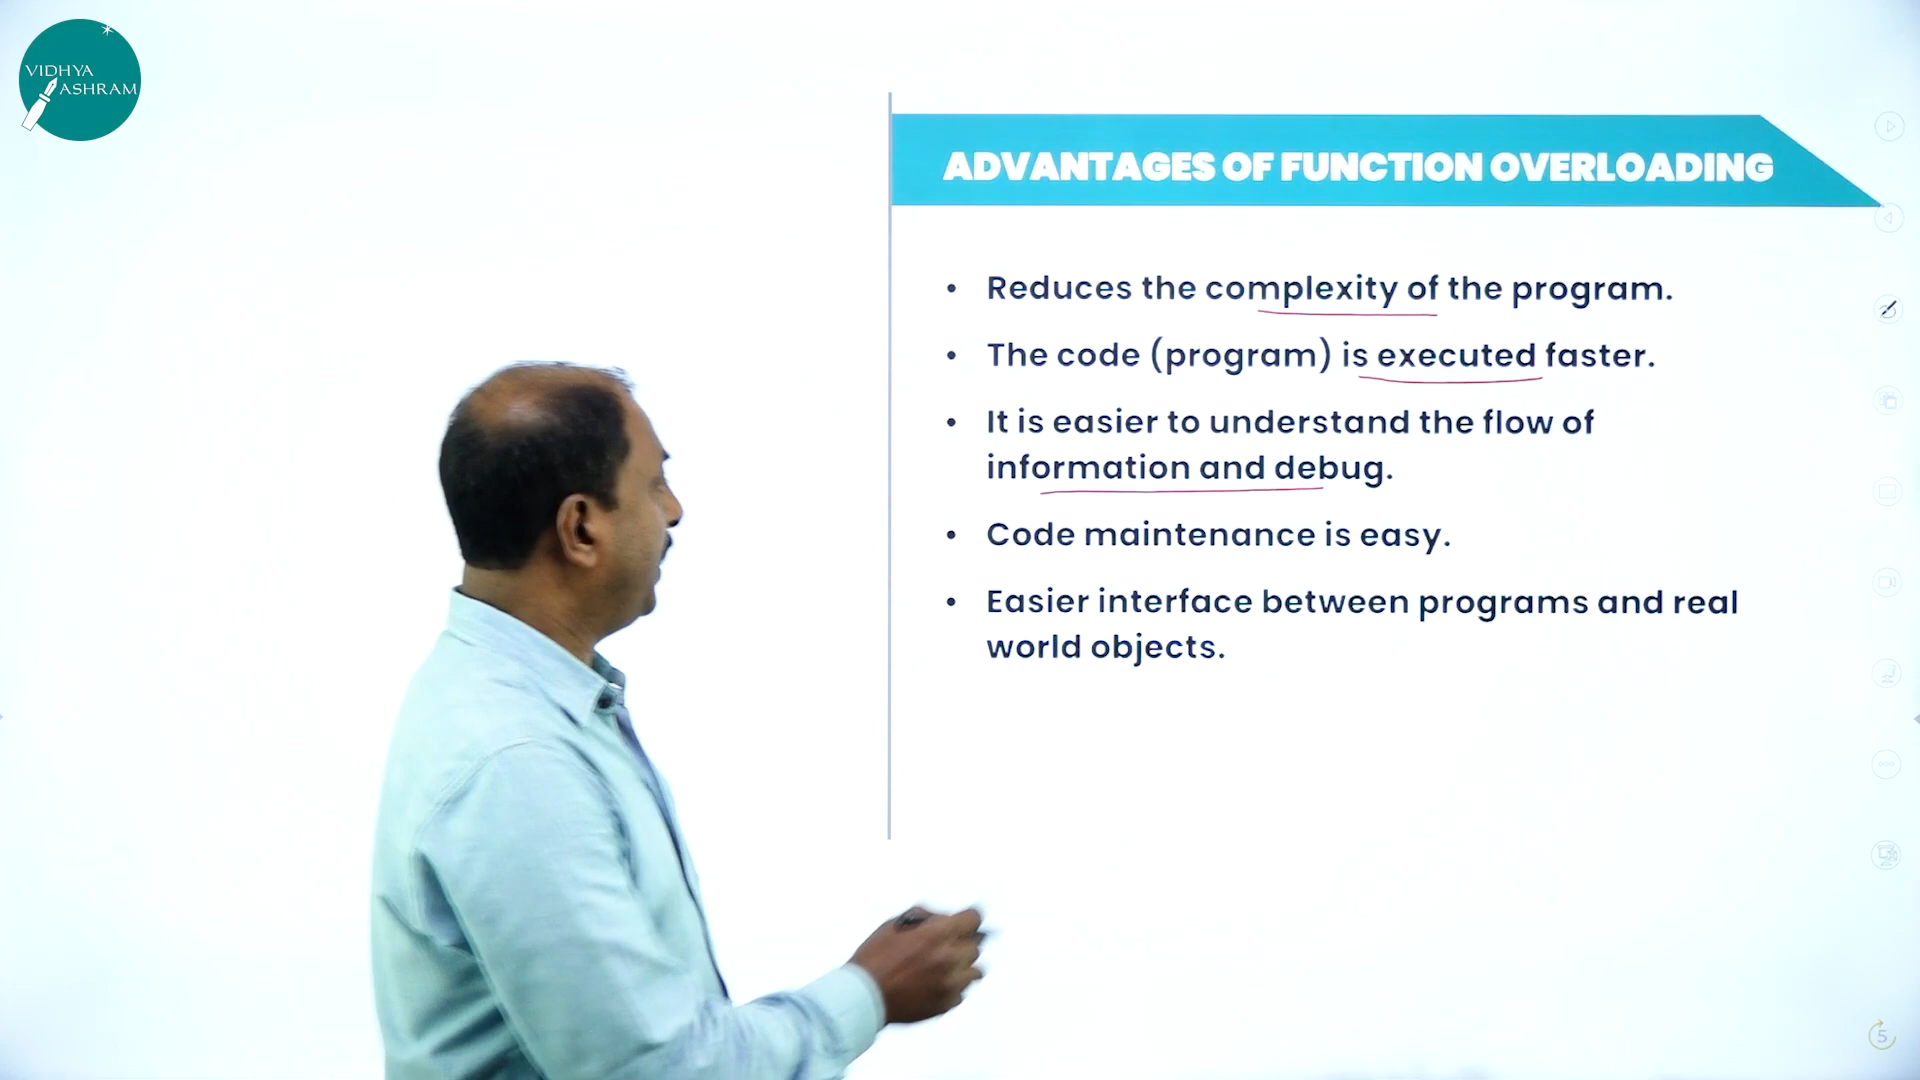 VIDHYA
ASHRAM
ADVANTAGES OF FUNCTION OVERLOADING
• Reduces the complexity of the program.
• The code (program) is executed faster.
• It is easier to understand the flow of
information and debug.
• Code maintenance is easy.
• Easier interface between programs and real
world objects.
5